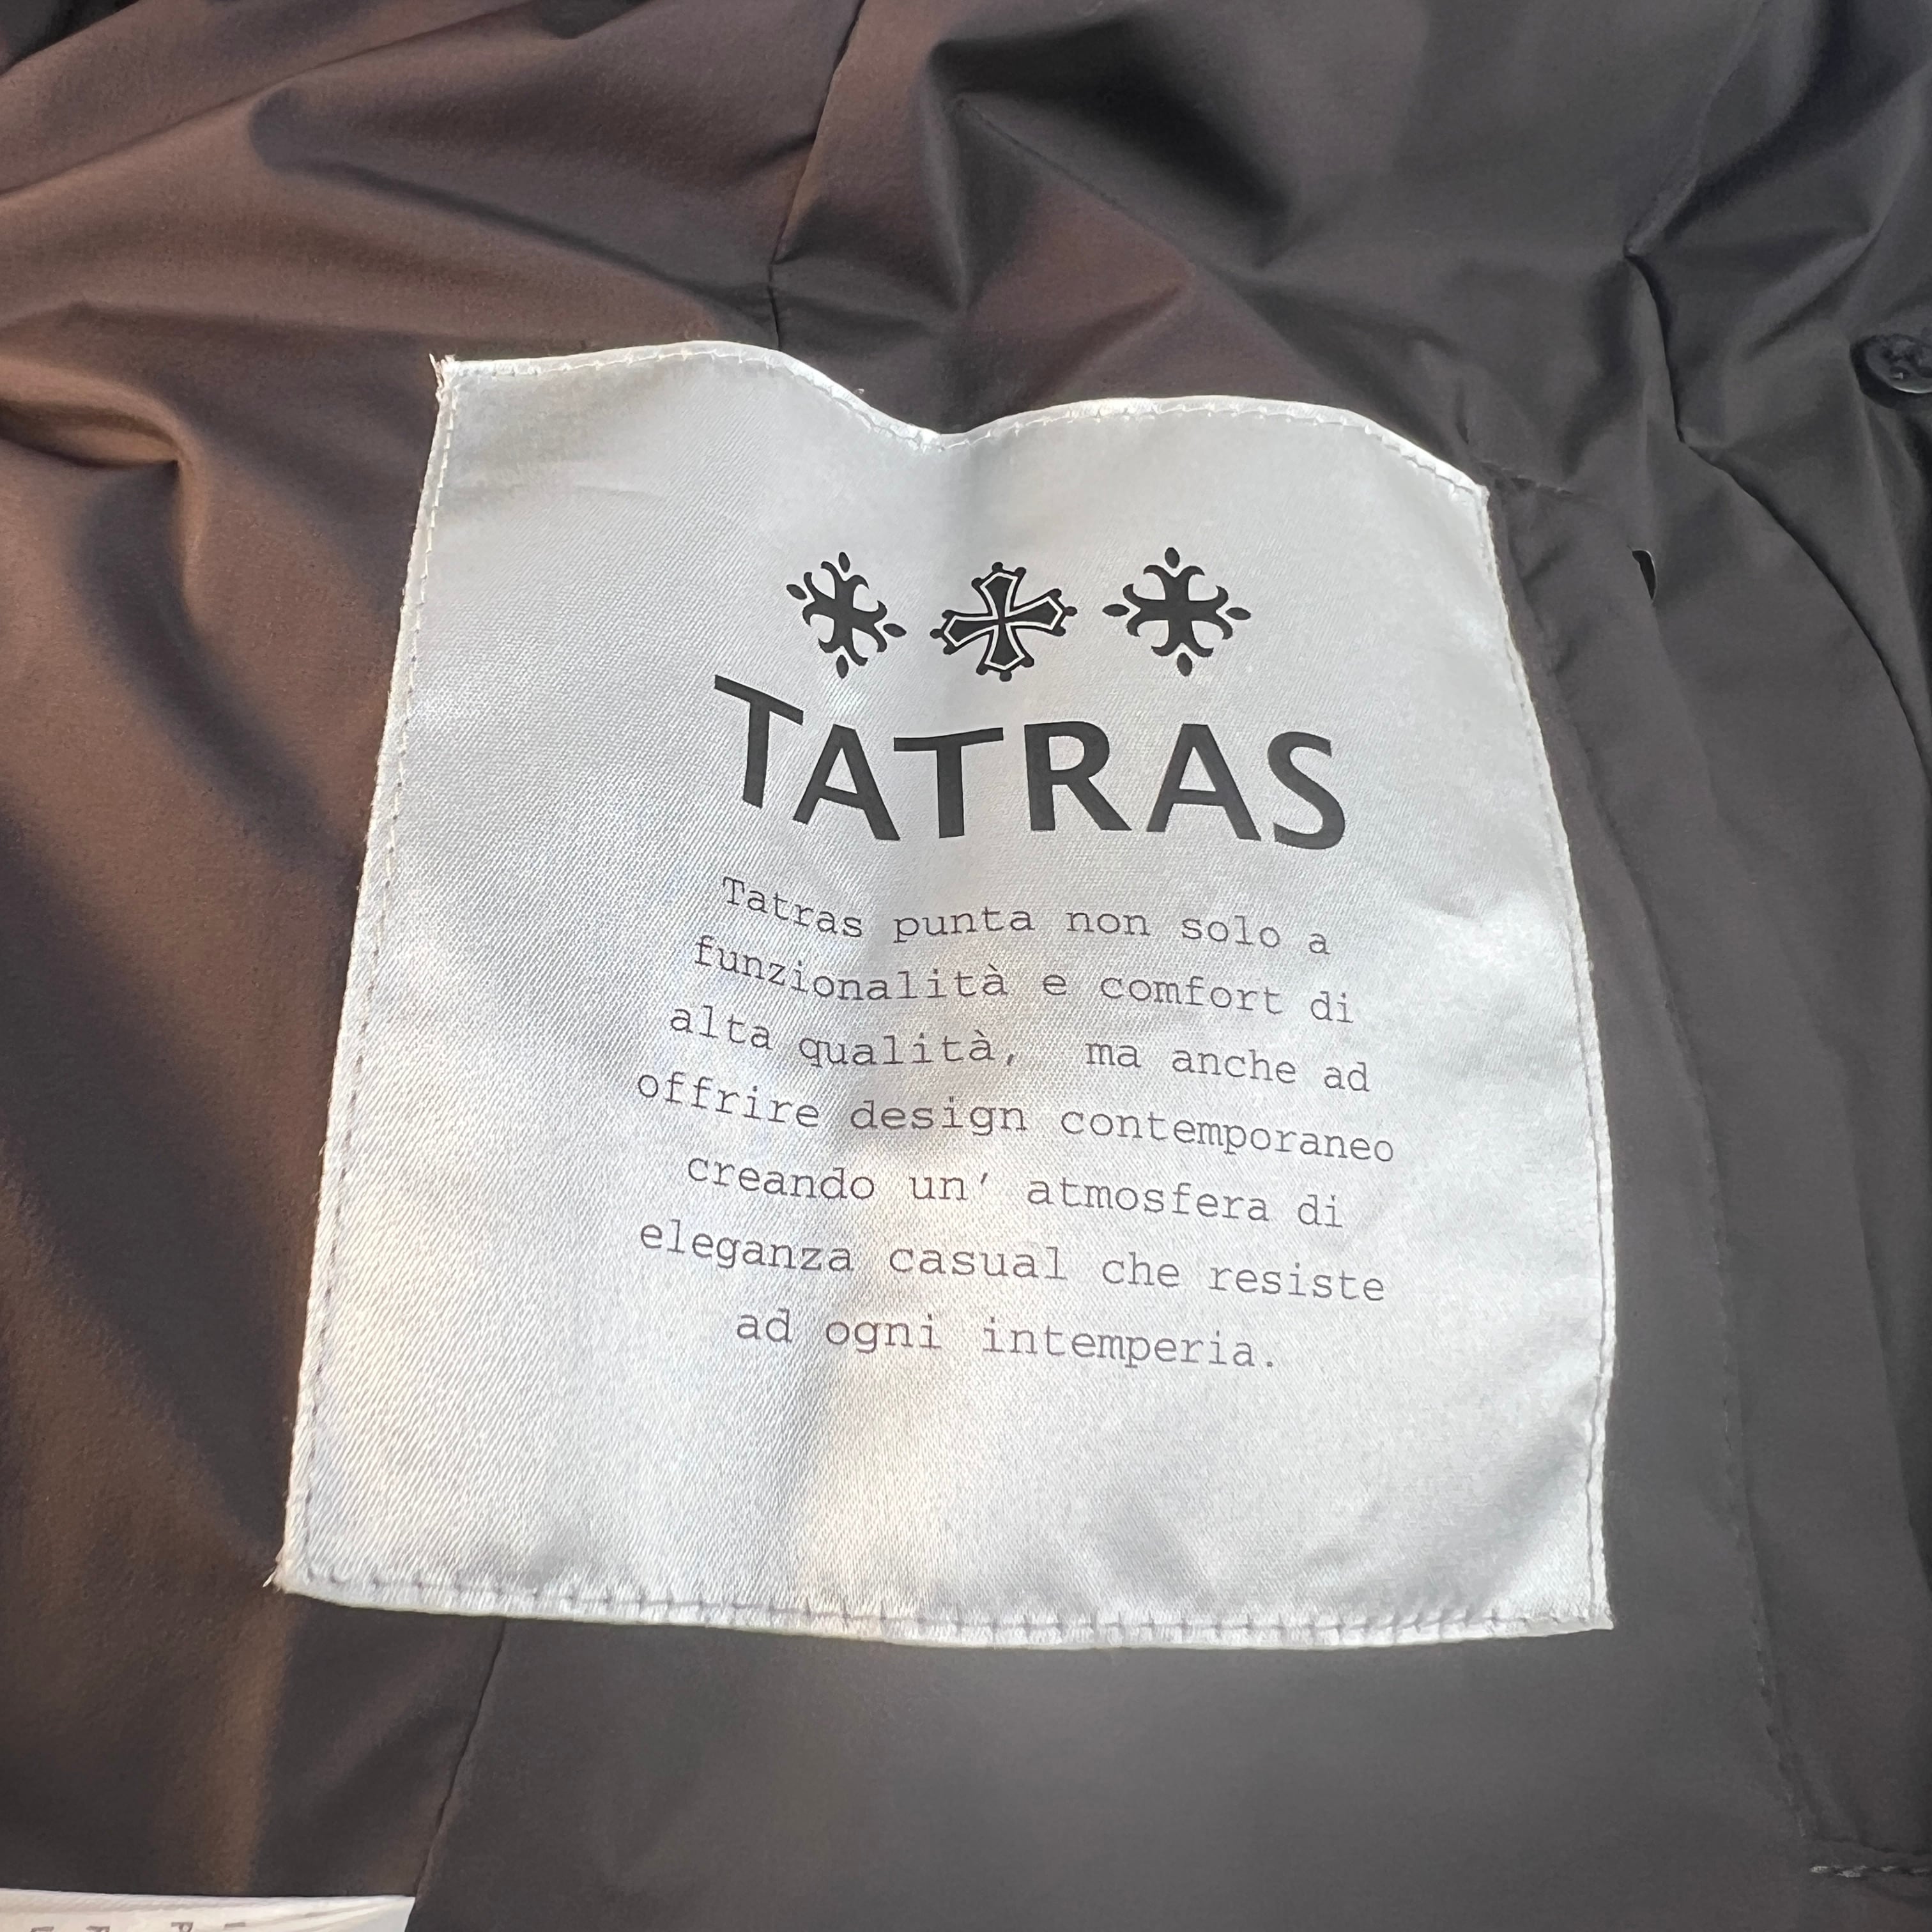 TATRAS
Tatras punta non solo a
funzionalità e comfort di
alta qualità, ma anche ad
offrire design contemporaneo
creando un' atmosfera di
eleganza casual che resiste
ad ogni intemperia.